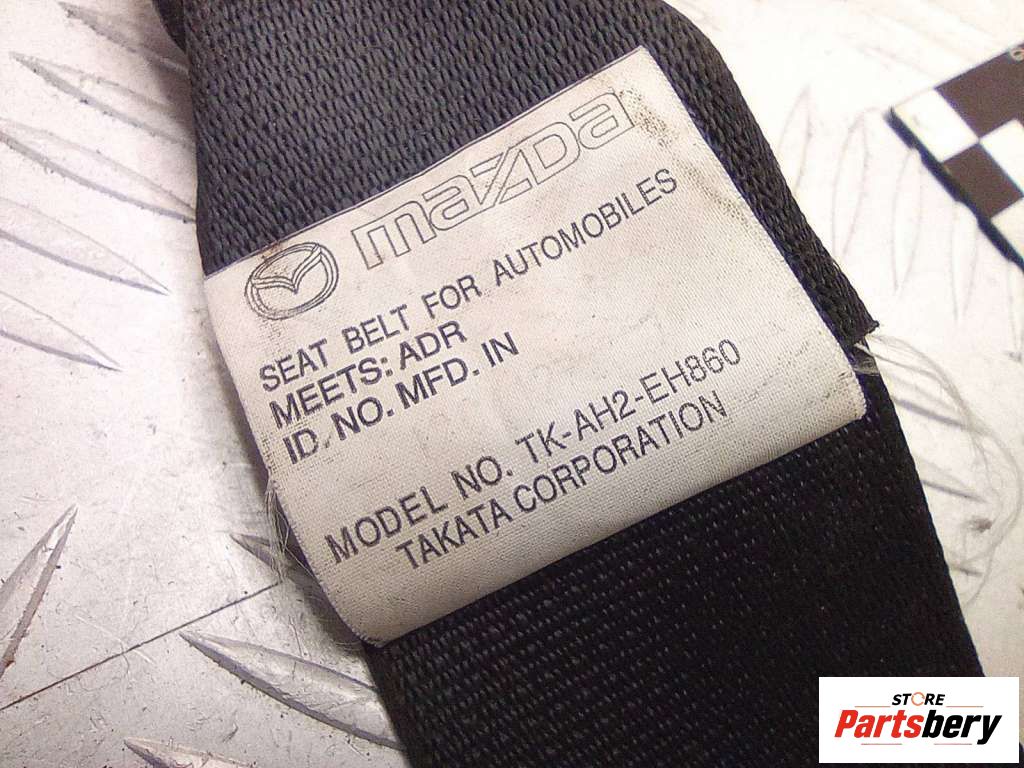 mazda
SEAT BELT FOR AUTOMOBILES
MEETS: ADR
ID. NO. MFD. IN
MODEL NO. TK-AH2-EH860
TAKATA CORPORATION
STORE
Partsbery